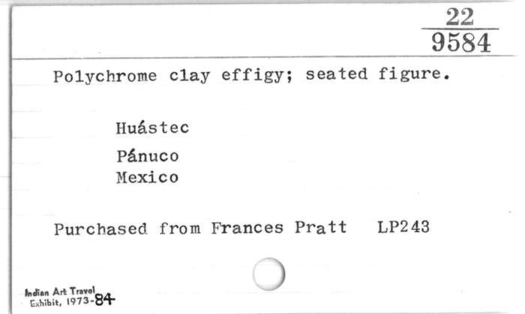 22
9584
Polychrome clay effigy; seated figure.
Huástec
Pánuco
Mexico
Purchased from Frances Pratt LP243
Indian Art Travel
Exhibit, 1973-84